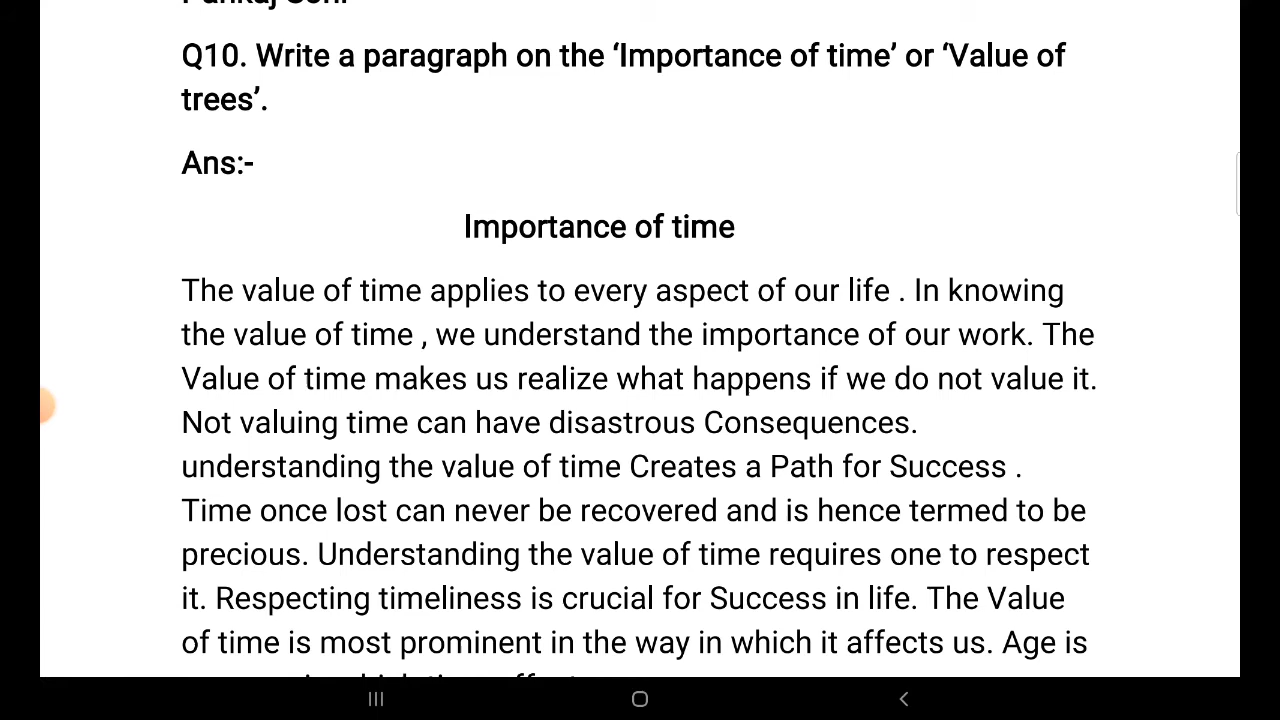 Q10. Write a paragraph on the ‘Importance of time’ or ‘Value of
trees’.
Ans:-
Importance of time
The value of time applies to every aspect of our life . In knowing
the value of time , we understand the importance of our work. The
Value of time makes us realize what happens if we do not value it.
Not valuing time can have disastrous Consequences.
understanding the value of time Creates a Path for Success .
Time once lost can never be recovered and is hence termed to be
precious. Understanding the value of time requires one to respect
it. Respecting timeliness is crucial for Success in life. The Value
of time is most prominent in the way in which it affects us. Age is